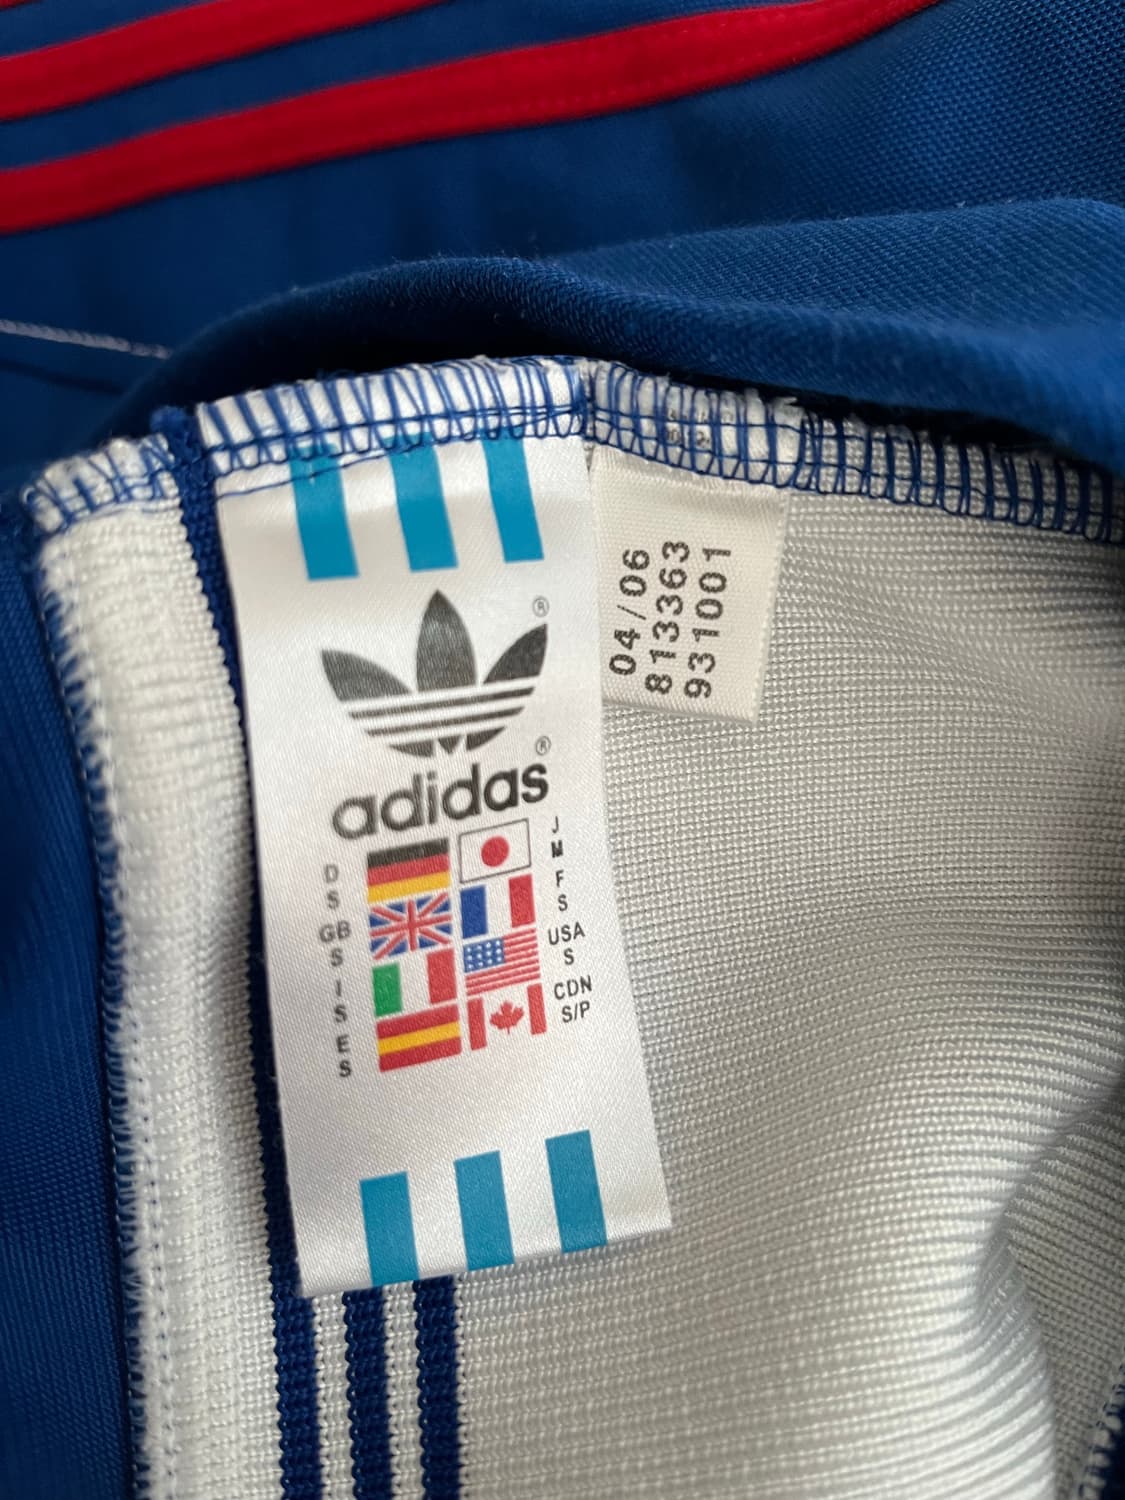 ®
®
adidas
D
S
GB
S
I
S
E
S
J
M
F
S
USA
S
CDN
S/P
04/06
813363
931001